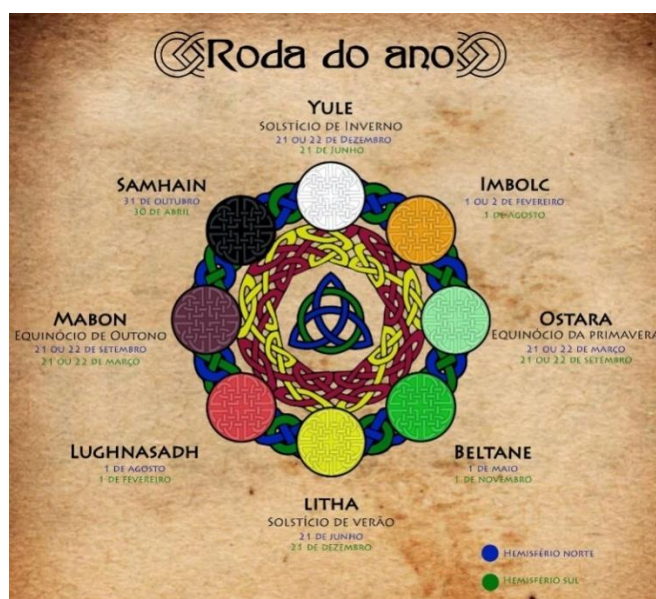 Roda do ano
Yule
Solstício de Inverno
21 ou 22 de Dezembro
21 de Junho
Samhain
31 de Outubro
30 de Abril
Imbolc
1 ou 2 de Fevereiro
1 de Agosto
Mabon
Equinócio de Outono
21 ou 22 de Setembro
21 ou 22 de Março
Ostara
Equinócio da Primavera
21 ou 22 de Março
21 ou 22 de Setembro
Lughnasadh
1 de Agosto
1 de Fevereiro
Beltane
1 de Maio
1 de Novembro
Litha
Solstício de Verão
21 de Junho
21 de Dezembro
Hemisfério Norte
Hemisfério Sul